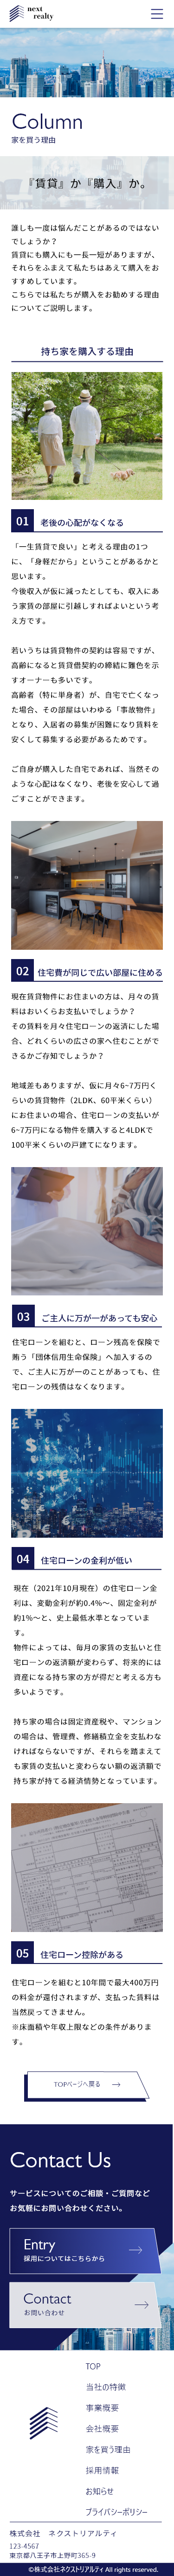 next
realty
Column
家を買う理由
『賃貸』か『購入』か。
誰しも一度は悩んだことがあるのではない
でしょうか？
賃貸にも購入にも一長一短がありますが、
それらをふまえて私たちはあえて購入をお
すすめしています。
こちらでは私たちが購入をお勧めする理由
についてご説明します。
持ち家を購入する理由
01 老後の心配がなくなる
「一生賃貸で良い」と考える理由の1つ
に、「身軽だから」ということがあるかと
思います。
今後収入が仮に減ったとしても、収入にあ
う家賃の部屋に引越しすればよいという考
え方です。
若いうちは賃貸物件の契約は容易ですが、
高齢になると賃貸借契約の締結に難色を示
すオーナーも多いです。
高齢者（特に単身者）が、自宅で亡くなっ
た場合、その部屋はいわゆる「事故物件」
となり、入居者の募集が困難になり賃料を
安くして募集する必要があるためです。
ご自身が購入した自宅であれば、当然その
ような心配はなくなり、老後を安心して過
ごすことができます。
02 住宅費が同じで広い部屋に住める
現在賃貸物件にお住まいの方は、月々の賃
料はおいくらお支払いでしょうか？
その賃料を月々住宅ローンの返済にした場
合、どれくらいの広さの家へ住むことがで
きるかご存知でしょうか？
地域差もありますが、仮に月々6~7万円く
らいの賃貸物件（2LDK、60平米くらい）
にお住まいの場合、住宅ローンの支払いが
6~7万円になる物件を購入すると4LDKで
100平米くらいの戸建てになります。
03 ご主人に万が一があっても安心
住宅ローンを組むと、ローン残高を保険で
賄う「団体信用生命保険」へ加入するの
で、ご主人に万が一のことがあっても、住
宅ローンの残債はなくなります。
04 住宅ローンの金利が低い
現在（2021年10月現在）の住宅ローン金
利は、変動金利が約0.4%〜、固定金利が
約1%〜と、史上最低水準となっていま
す。
物件によっては、毎月の家賃の支払いと住
宅ローンの返済額が変わらず、将来的には
資産になる持ち家の方が得だと考える方も
多いようです。
持ち家の場合は固定資産税や、マンション
の場合は、管理費、修繕積立金を支払わな
ければならないですが、それらを踏まえて
も家賃の支払いと変わらない額の返済額で
持ち家が持てる経済情勢となっています。
05 住宅ローン控除がある
住宅ローンを組むと10年間で最大400万円
の料金が還付されますが、支払った賃料は
当然戻ってきません。
※床面積や年収上限などの条件がありま
す。
TOPページへ戻る
Contact Us
サービスについてのご相談・ご質問など
お気軽にお問い合わせください。
Entry
採用についてはこちらから
Contact
お問い合わせ
TOP
当社の特徴
事業概要
会社概要
家を買う理由
採用情報
お知らせ
プライバシーポリシー
株式会社　ネクストリアルティ
123-4567
東京都八王子市上野町365-9
©株式会社ネクストリアルティ All rights reserved.